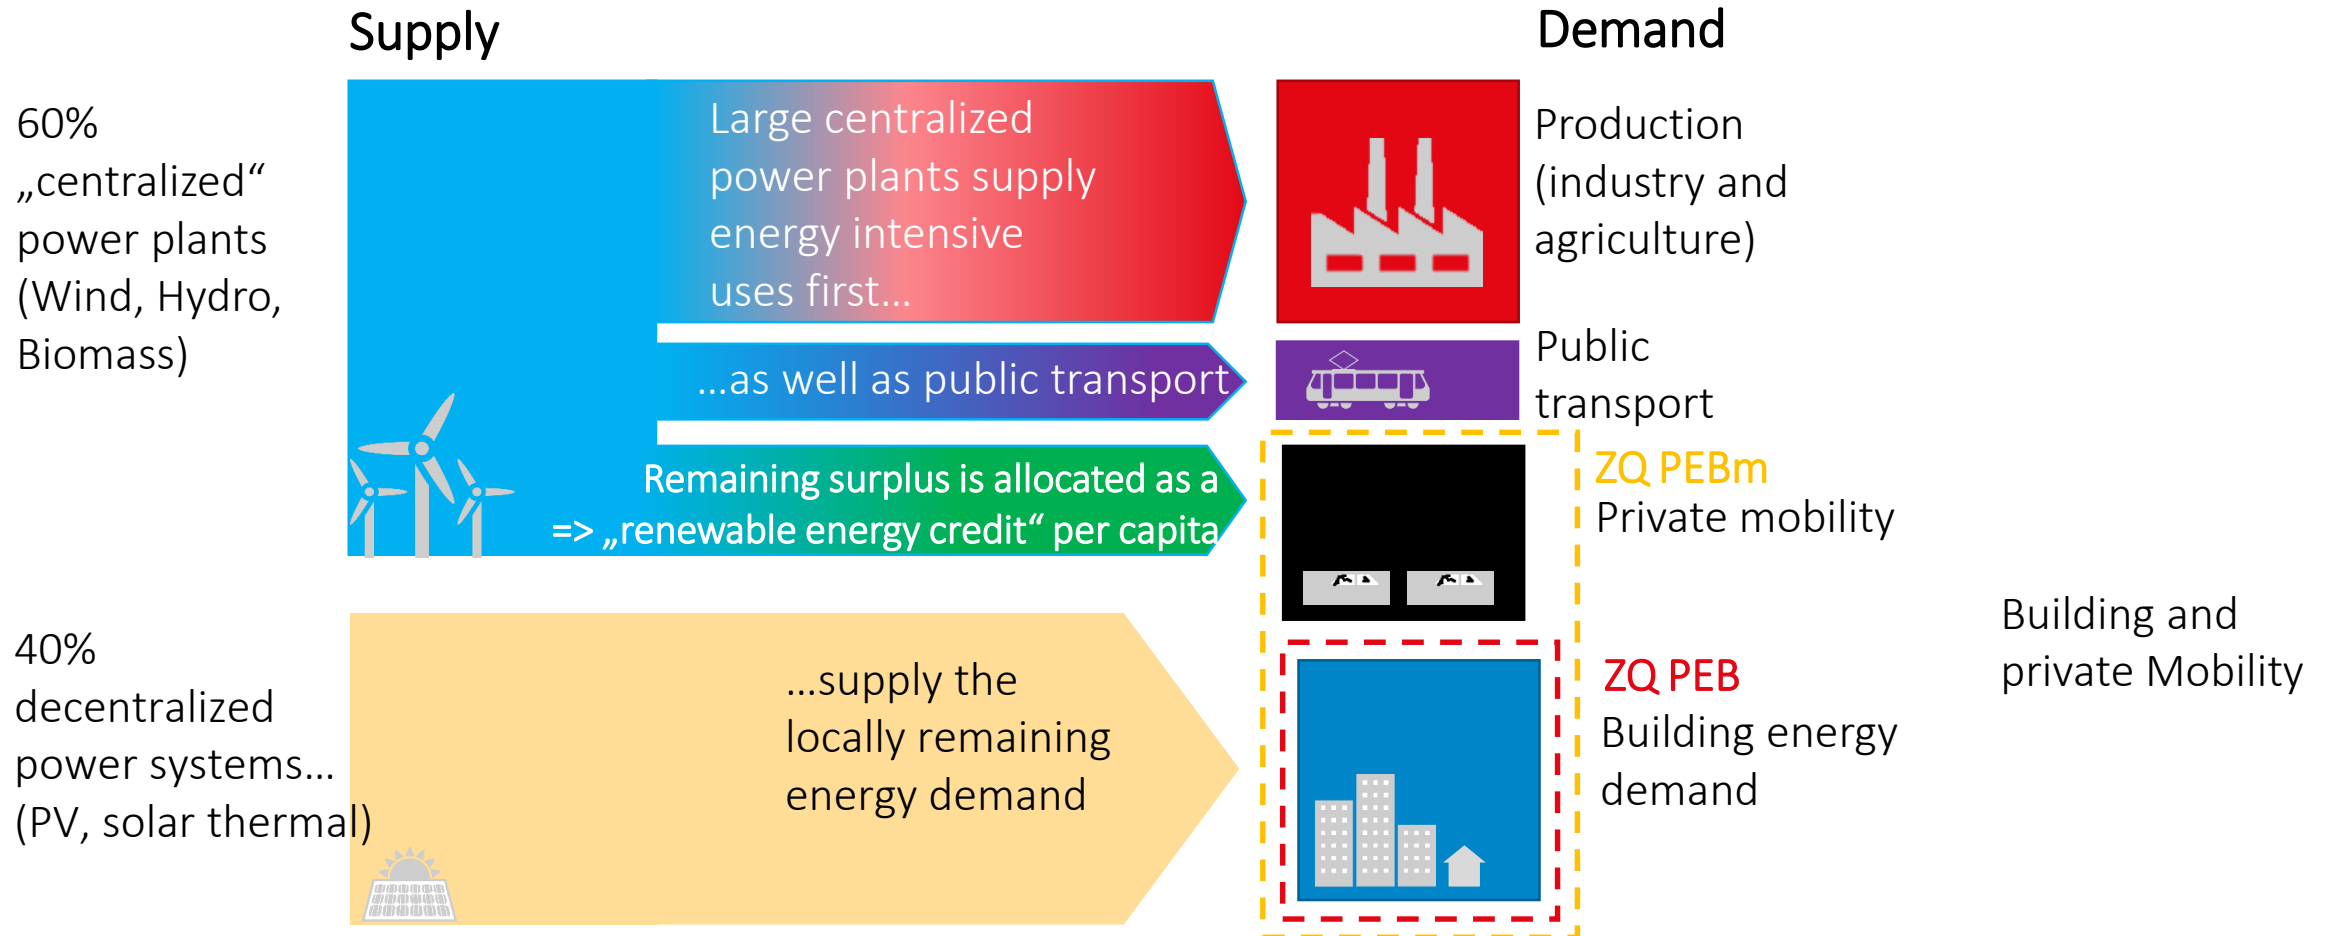 Supply
Demand
60%
„centralized“
power plants
(Wind, Hydro,
Biomass)
Large centralized
power plants supply
energy intensive
uses first...
Production
(industry and
agriculture)
...as well as public transport
Public
transport
Remaining surplus is allocated as a
=> „renewable energy credit“ per capita
ZQ PEBm
Private mobility
40%
decentralized
power systems...
(PV, solar thermal)
...supply the
locally remaining
energy demand
ZQ PEB
Building energy
demand
Building and
private Mobility